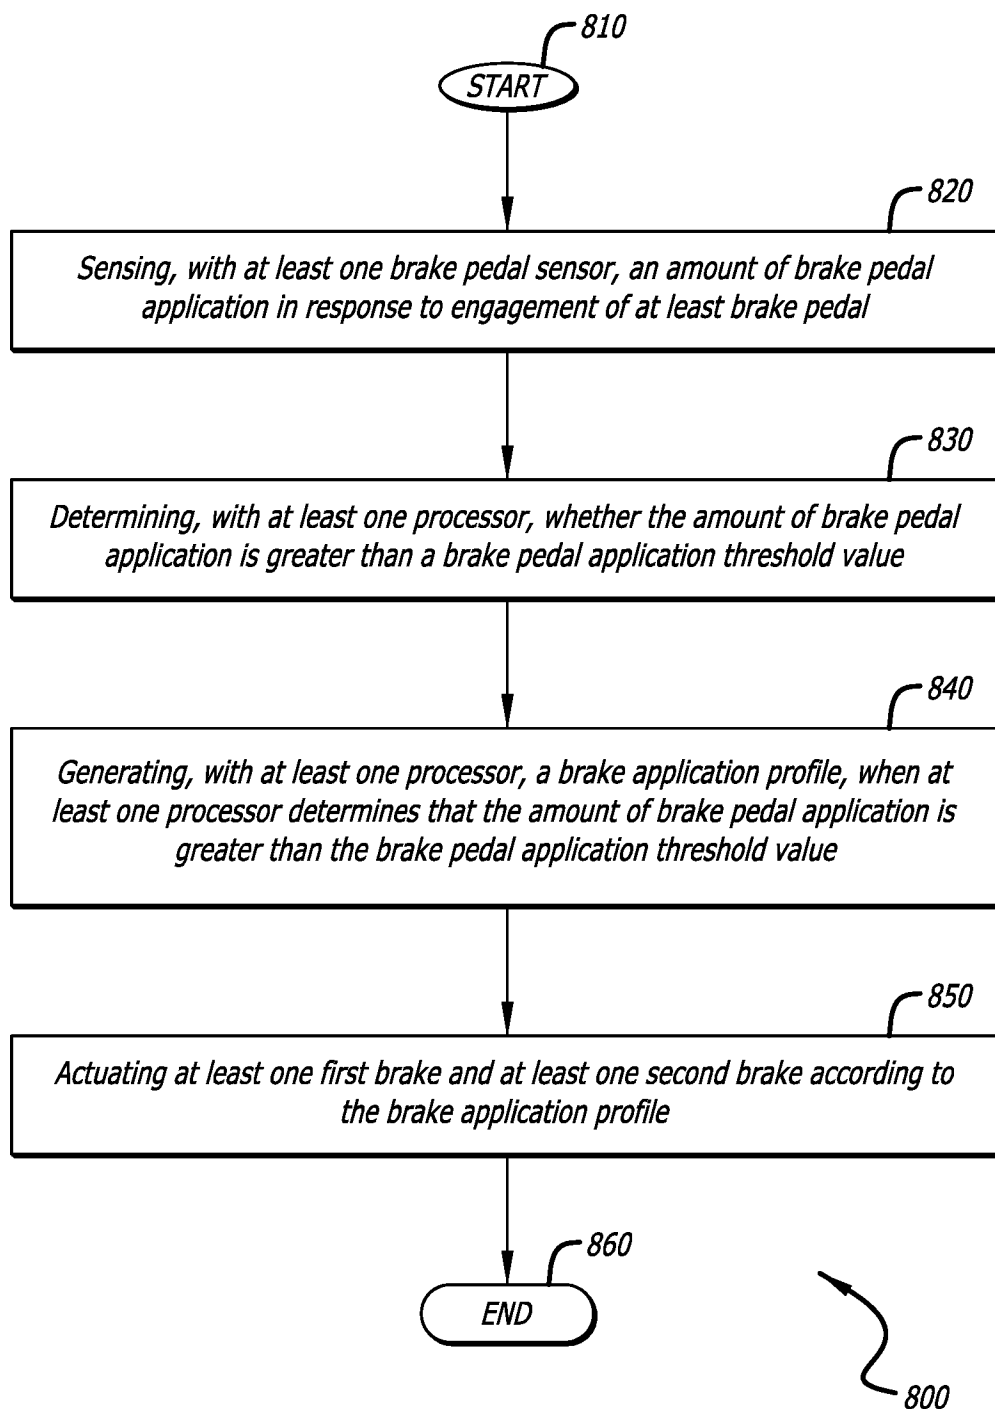 810
START
820
Sensing, with at least one brake pedal sensor, an amount of brake pedal
application in response to engagement of at least brake pedal
830
Determining, with at least one processor, whether the amount of brake pedal
application is greater than a brake pedal application threshold value
840
Generating, with at least one processor, a brake application profile, when at
least one processor determines that the amount of brake pedal application is
greater than the brake pedal application threshold value
850
Actuating at least one first brake and at least one second brake according to
the brake application profile
860
END
800